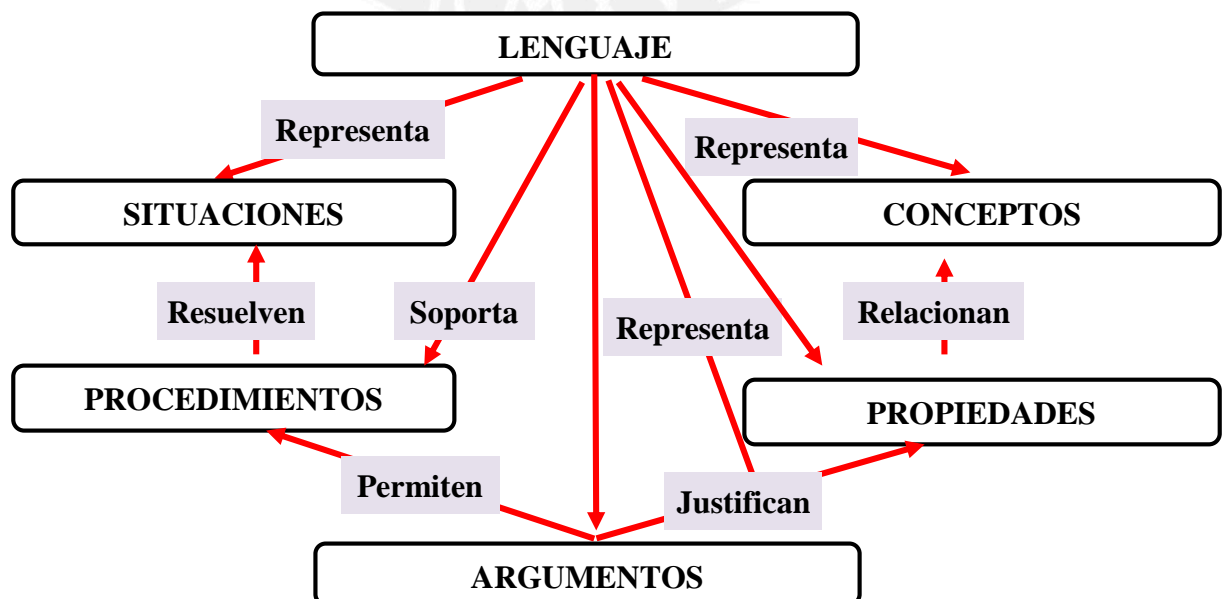 LENGUAJE
Representa
Representa
SITUACIONES
CONCEPTOS
Resuelven
Soporta
Representa
Relacionan
PROCEDIMIENTOS
PROPIEDADES
Permiten
Justifican
ARGUMENTOS